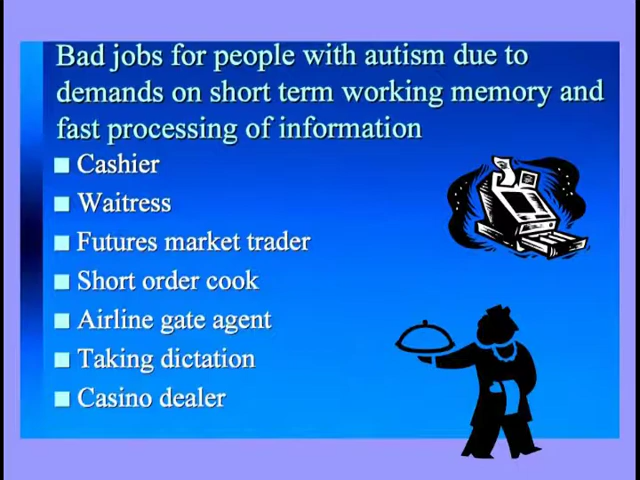 Bad jobs for people with autism due to
demands on short term working memory and
fast processing of information
Cashier
Waitress
Futures market trader
Short order cook
Airline gate agent
Taking dictation
Casino dealer